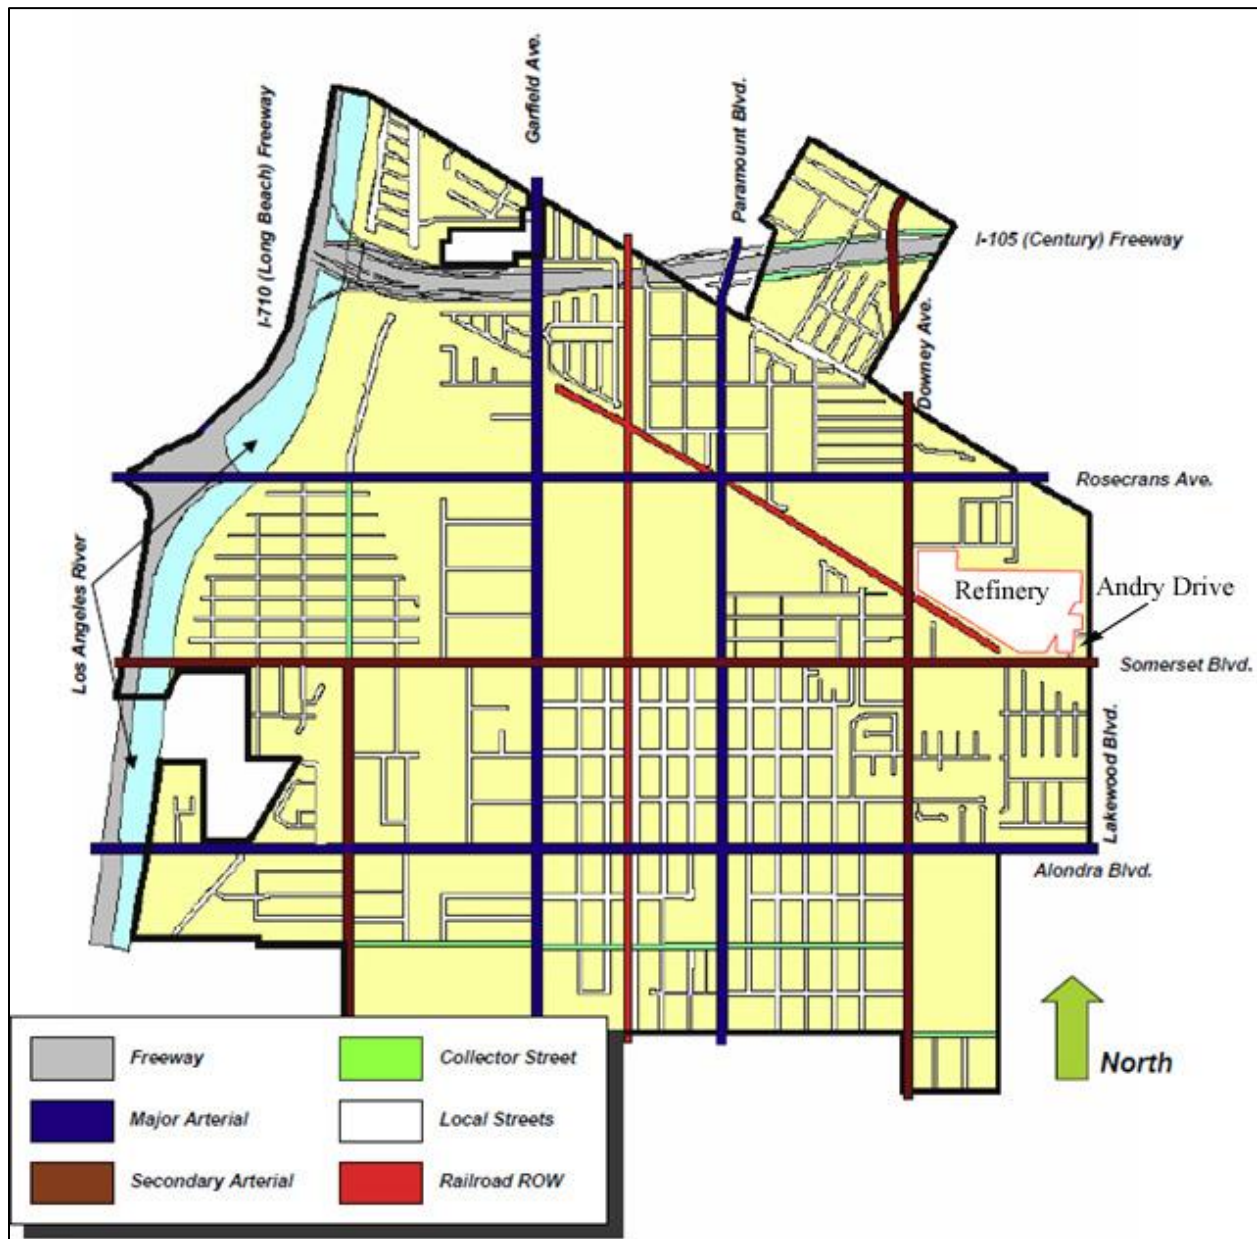 I-710 (Long Beach) Freeway
Garfield Ave.
Paramount Blvd.
I-105 (Century) Freeway
Downey Ave.
Rosecrans Ave.
Los Angeles River
Refinery
Andry Drive
Somerset Blvd.
Lakewood Blvd.
Alondra Blvd.
North
Freeway
Major Arterial
Secondary Arterial
Collector Street
Local Streets
Railroad ROW